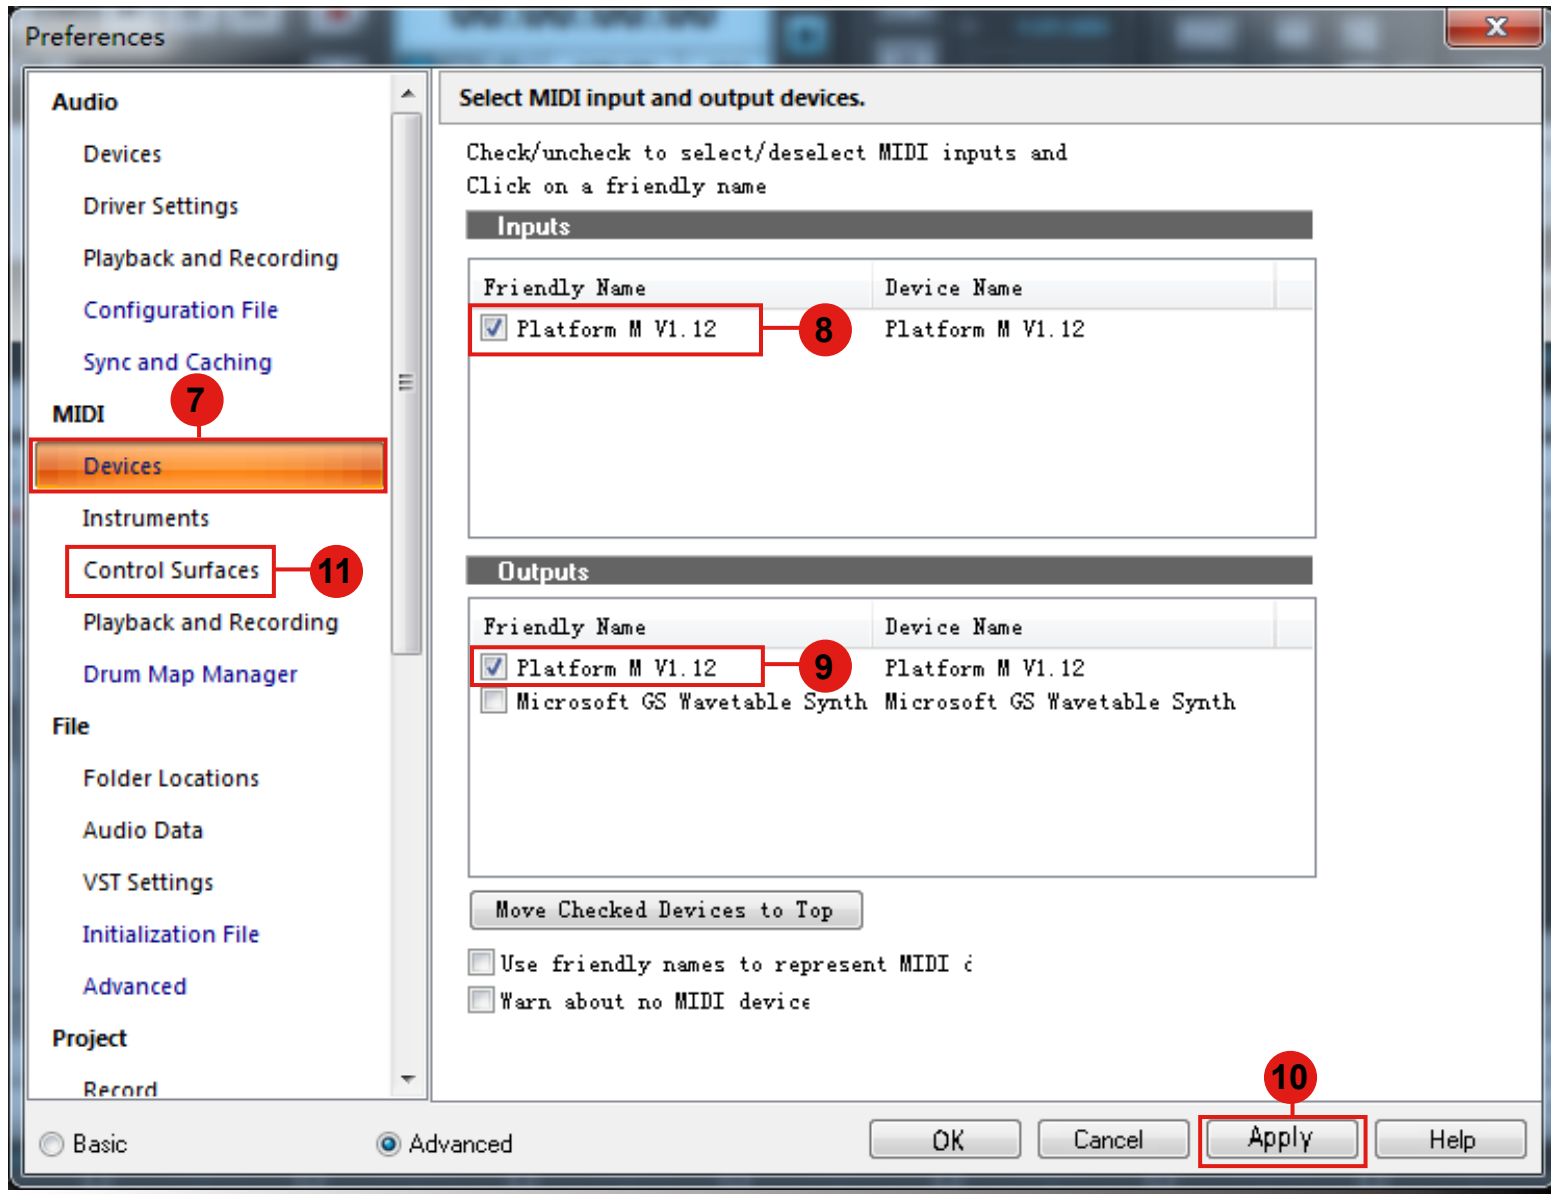 Preferences
Audio
Devices
Driver Settings
Playback and Recording
Configuration File
Sync and Caching
7
MIDI
Devices
Instruments
Control Surfaces
11
Playback and Recording
Drum Map Manager
File
Folder Locations
Audio Data
VST Settings
Initialization File
Advanced
Project
Record
Basic
Advanced
Select MIDI input and output devices.
Check/uncheck to select/deselect MIDI inputs and
Click on a friendly name
Inputs
Friendly Name Device Name
Platform M V1.12 8 Platform M V1.12
Outputs
Friendly Name Device Name
Platform M V1.12 9 Platform M V1.12
Microsoft GS Wavetable Synth Microsoft GS Wavetable Synth
Move Checked Devices to Top
Use friendly names to represent MIDI
Warn about no MIDI device
10
OK Cancel Apply Help